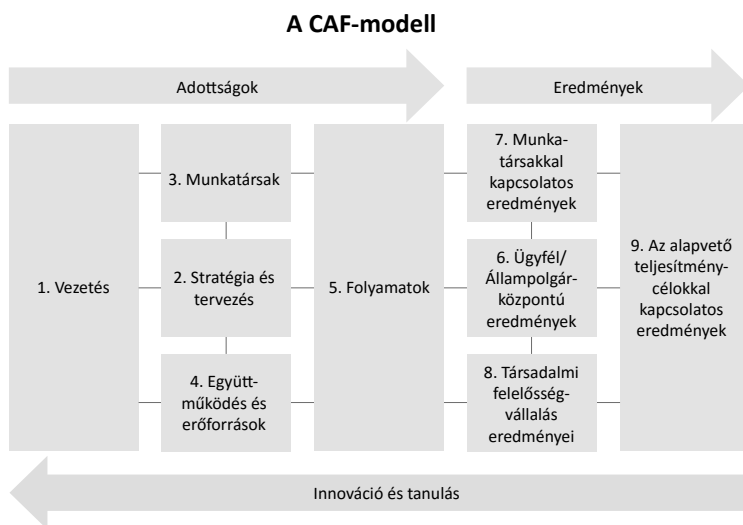 A CAF-modell
Adottságok
Eredmények
1. Vezetés
3. Munkatársak
2. Stratégia és
tervezés
4. Együtt-
működés és
erőforrások
5. Folyamatok
7. Munka-
társakkal
kapcsolatos
eredmények
6. Ügyfél/
Állampolgár-
központú
eredmények
8. Társadalmi
felelősség-
vállalás
eredményei
9. Az alapvető
teljesítmény-
célokkal
kapcsolatos
eredmények
Innováció és tanulás